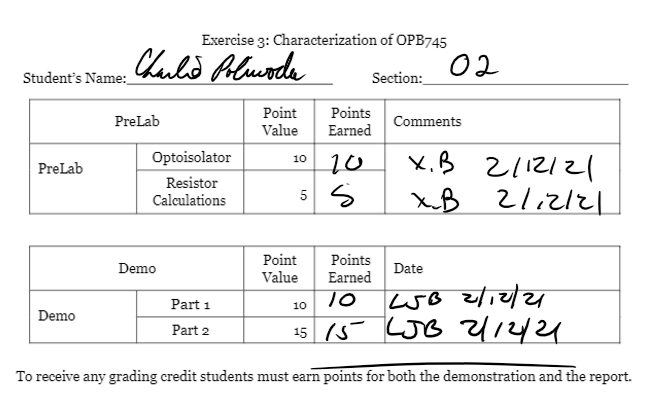 Exercise 3: Characterization of OPB745
Student's Name: Section: 02
PreLab Point Value Points Earned Comments
PreLab Optoisolator 10 10 X.B 2/12/21
Resistor Calculations 5 5 X.B 2/12/21
Demo Point Value Points Earned Date
Demo Part 1 10 10 LJB 2/12/21
Part 2 15 15 LJB 2/12/21
To receive any grading credit students must earn points for both the demonstration and the report.